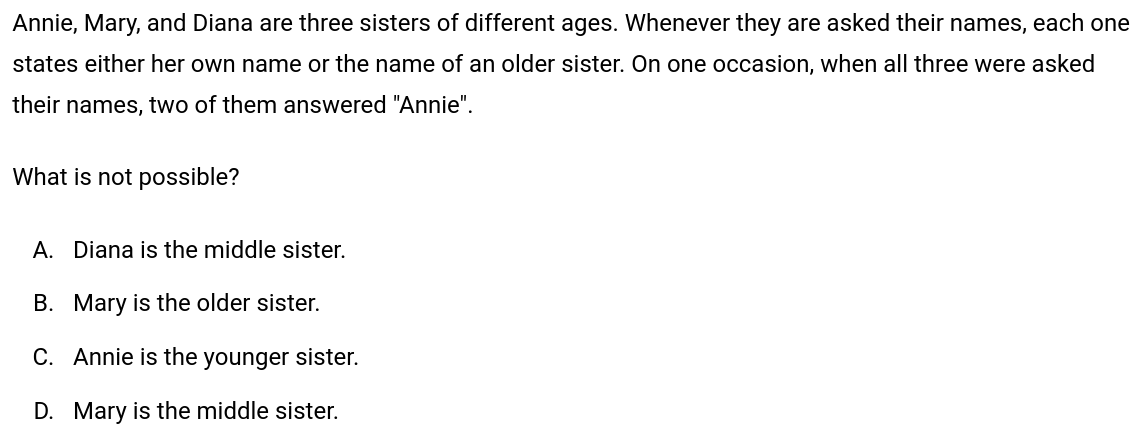 Annie, Mary, and Diana are three sisters of different ages. Whenever they are asked their names, each one
states either her own name or the name of an older sister. On one occasion, when all three were asked
their names, two of them answered "Annie".
What is not possible?
A. Diana is the middle sister.
B. Mary is the older sister.
C. Annie is the younger sister.
D. Mary is the middle sister.